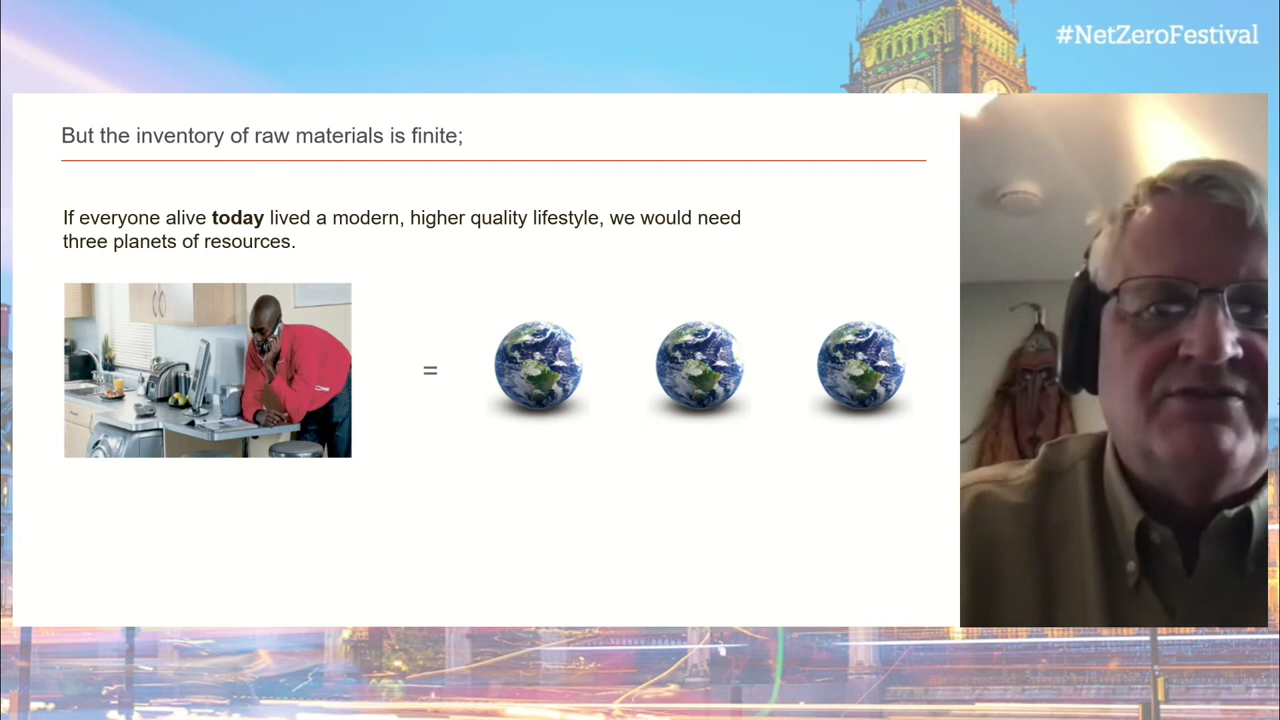 #NetZeroFestival
But the inventory of raw materials is finite;
If everyone alive today lived a modern, higher quality lifestyle, we would need
three planets of resources.
=